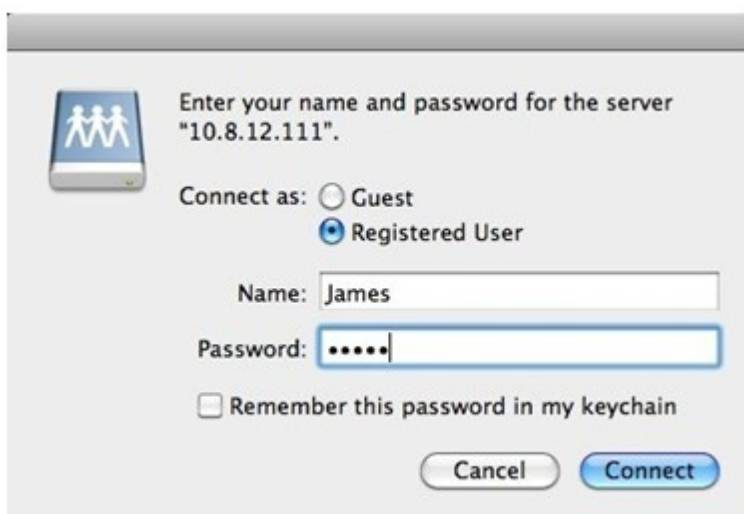 Enter your name and password for the server
"10.8.12.111".
Connect as: Guest
Registered User
Name: James
Password: •••••
Remember this password in my keychain
Cancel Connect